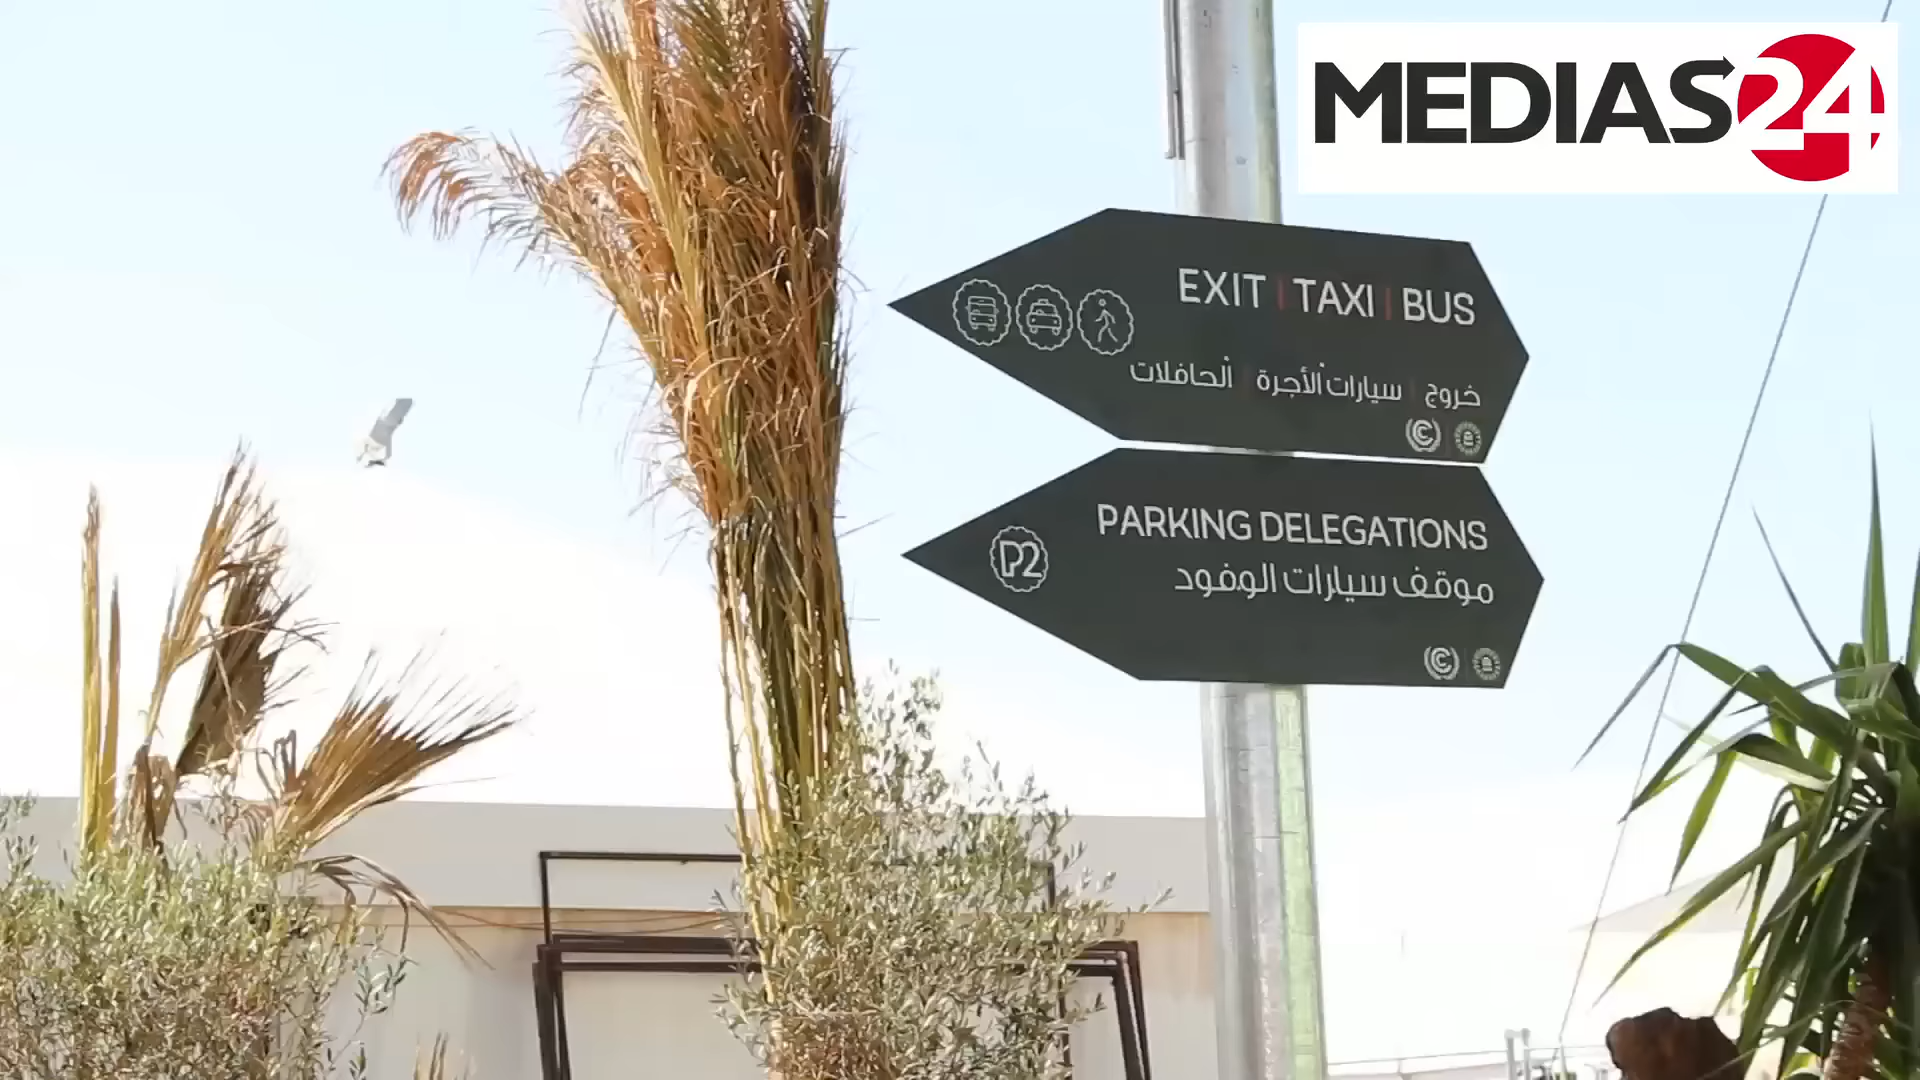 MEDIAS24
EXIT | TAXI | BUS
خروج | سيارات الأجرة | الحافلات
PARKING DELEGATIONS
P2
موقف سيارات الوفود